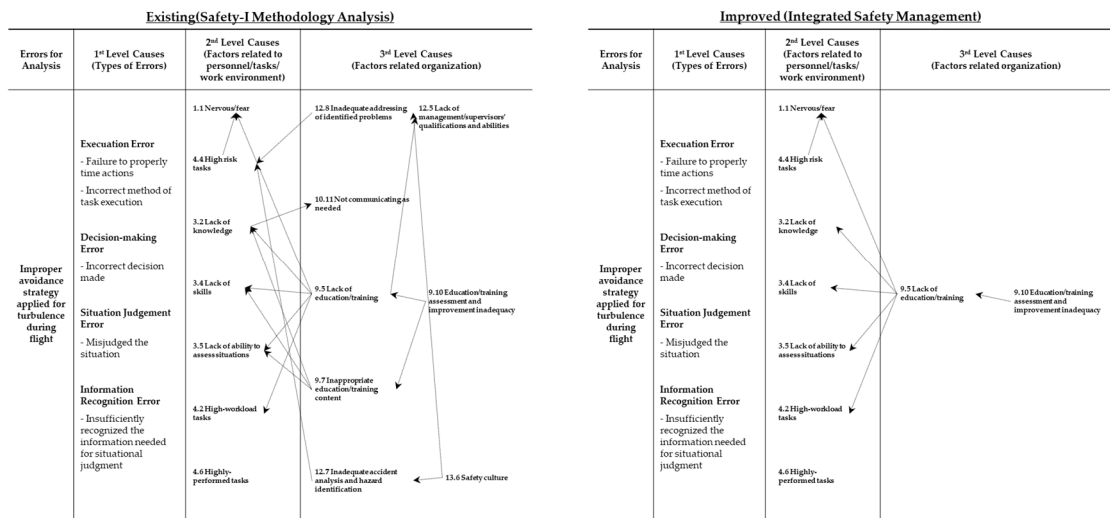 Existing(Safety-I Methodology Analysis)
Errors for
Analysis
1st Level Causes
(Types of Errors)
2nd Level Causes
(Factors related to
personnel/tasks/
work environment)
3rd Level Causes
(Factors related organization)
Improper
avoidance
strategy
applied for
turbulence
during
flight
Execuation Error
- Failure to properly
time actions
- Incorrect method of
task execution
Decision-making
Error
- Incorrect decision
made
Situation Judgement
Error
- Misjudged the
situation
Information
Recognition Error
- Insufficiently
recognized the
information needed
for situational
judgment
1.1 Nervous/fear
4.4 High risk
tasks
3.2 Lack of
knowledge
3.4 Lack of
skills
3.5 Lack of ability to
assess situations
4.2 High-workload
tasks
4.6 Highly-
performed tasks
12.8 Inadequate addressing
of identified problems
10.11 Not communicating as
needed
9.5 Lack of
education/training
9.7 Inappropriate
education/training
content
12.7 Inadequate accident
analysis and hazard
identification
12.5 Lack of
management/supervisors'
qualifications and abilities
9.10 Education/training
assessment and
improvement inadequacy
13.6 Safety culture
Improved (Integrated Safety Management)
Errors for
Analysis
1st Level Causes
(Types of Errors)
2nd Level Causes
(Factors related to
personnel/tasks/
work environment)
3rd Level Causes
(Factors related organization)
Improper
avoidance
strategy
applied for
turbulence
during
flight
Execuation Error
- Failure to properly
time actions
- Incorrect method of
task execution
Decision-making
Error
- Incorrect decision
made
Situation Judgement
Error
- Misjudged the
situation
Information
Recognition Error
- Insufficiently
recognized the
information needed
for situational
judgment
1.1 Nervous/fear
4.4 High risk
tasks
3.2 Lack of
knowledge
3.4 Lack of
skills
3.5 Lack of ability to
assess situations
4.2 High-workload
tasks
4.6 Highly-
performed tasks
9.5 Lack of
education/training
9.10 Education/training
assessment and
improvement inadequacy